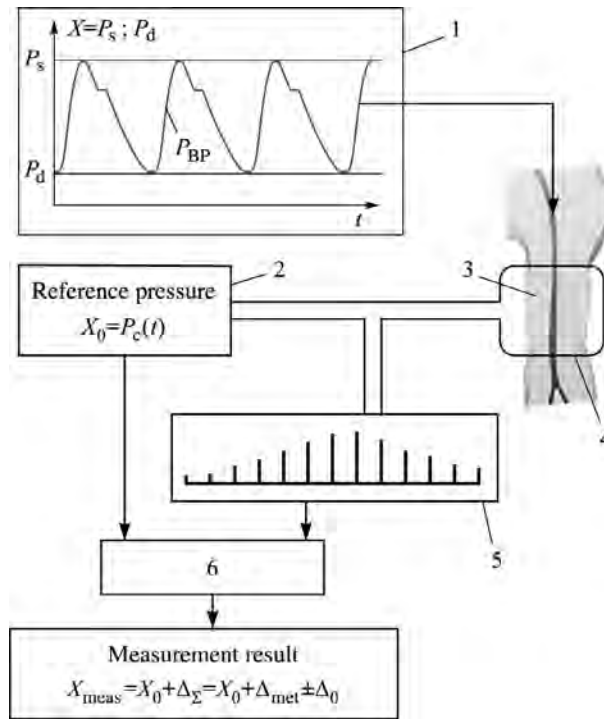 X=Ps ; Pd
1
Ps
PBP
Pd
t
2
3
Reference pressure
X0=Pc(t)
4
5
6
Measurement result
Xmeas=X0+ΔΣ=X0+Δmet±Δ0